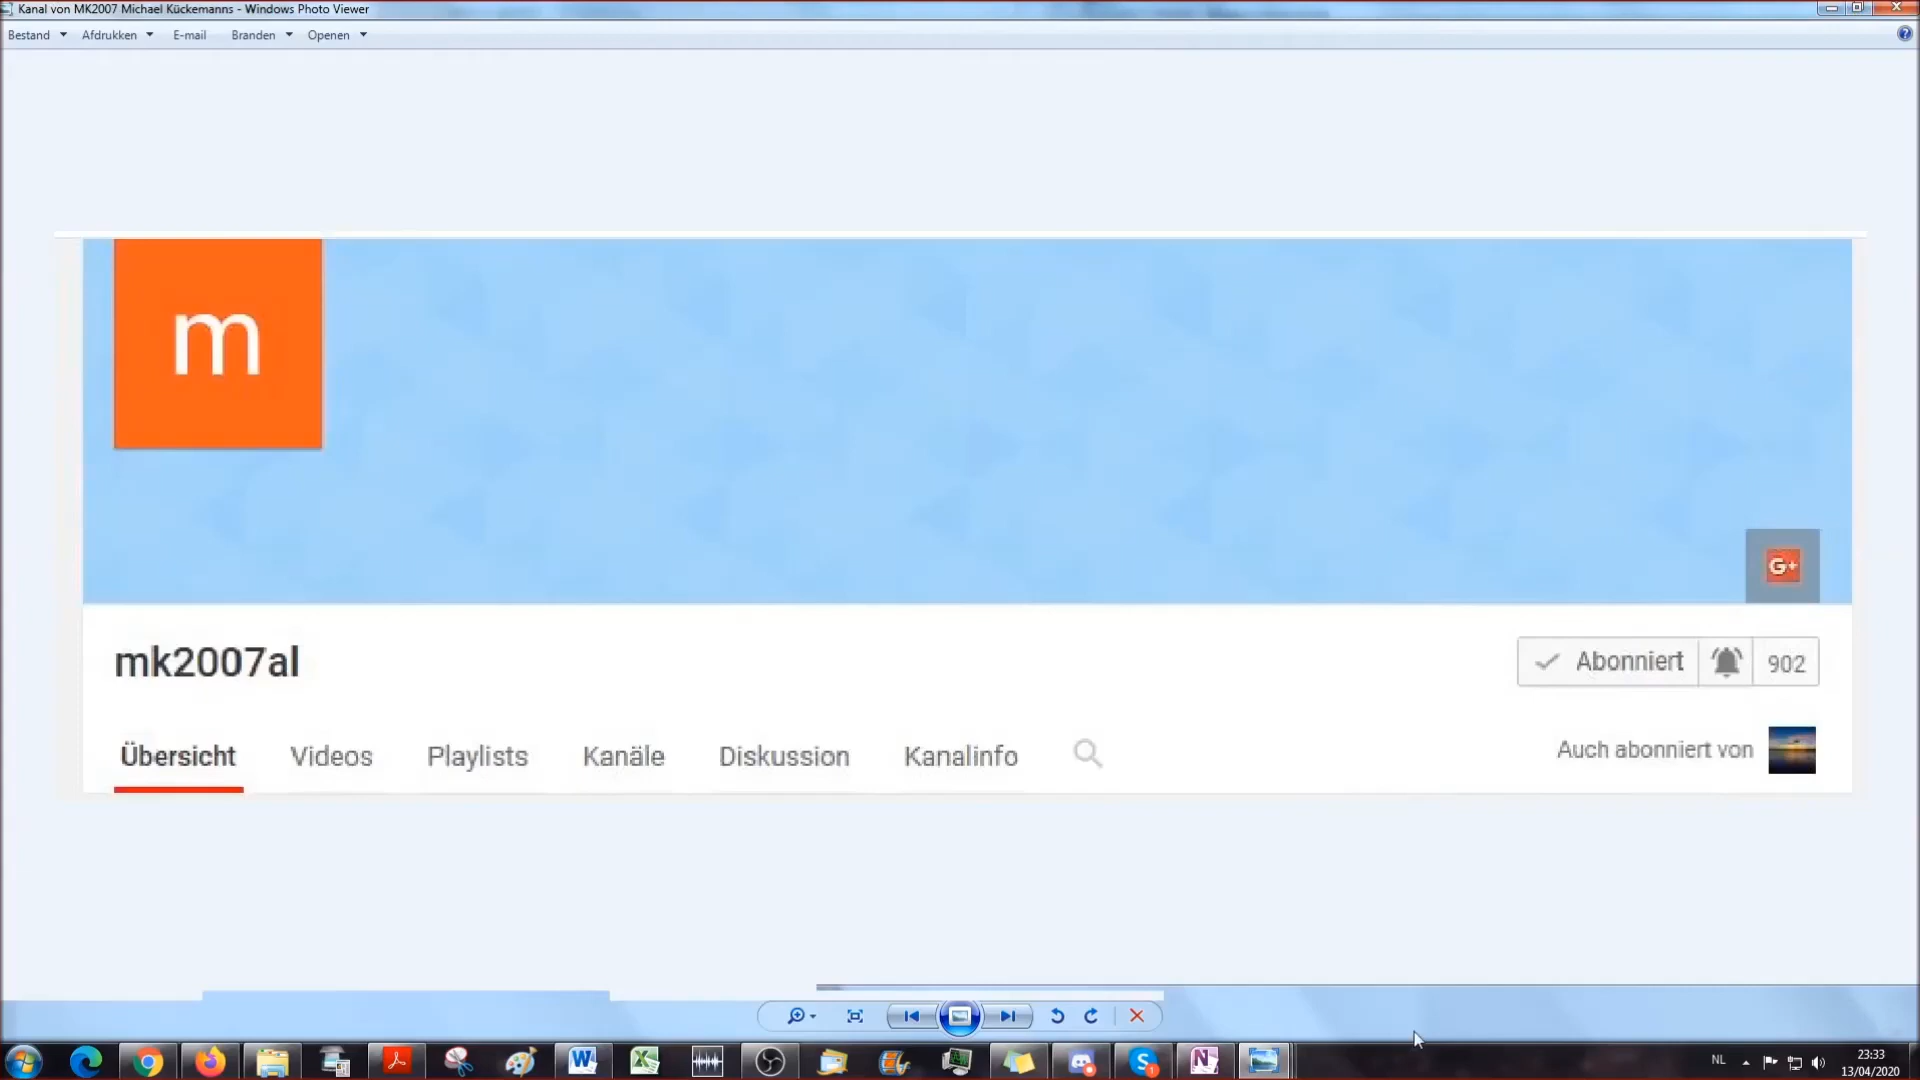 Kanal von MK2007 Michael Kückemanns - Windows Photo Viewer
Bestand Afdrukken E-mail Branden Openen
m
G+
mk2007al
Abonniert 902
Übersicht Videos Playlists Kanäle Diskussion Kanalinfo
Auch abonniert von
NL
23:33
13/04/2020